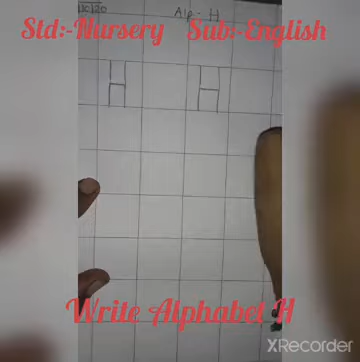 Alp:- H
Std:-Nursery Sub:-English
H H
Write Alphabet H
XRecorder